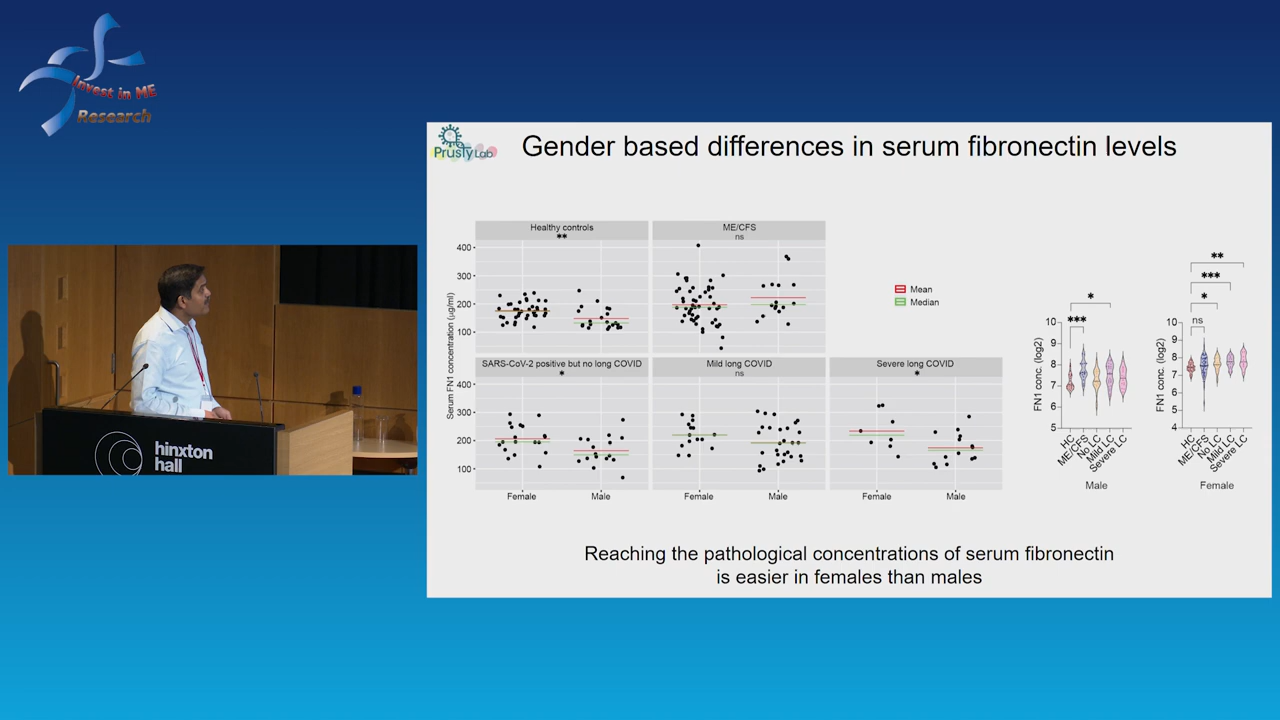 Invest in ME
Research
hinxton
hall
Prusty Lab
Gender based differences in serum fibronectin levels
Healthy controls
**
ME/CFS
ns
Serum FN1 concentration (µg/ml)
400
300
200
100
SARS-CoV-2 positive but no long COVID
*
Mild long COVID
ns
Severe long COVID
*
400
300
200
100
Female
Male
Female
Male
Female
Male
Mean
Median
*
***
FN1 conc. (log2)
10
9
8
7
6
5
HC
ME/CFS
No LC
Mild LC
Severe LC
Male
**
***
*
ns
FN1 conc. (log2)
10
9
8
7
6
5
4
HC
ME/CFS
No LC
Mild LC
Severe LC
Female
Reaching the pathological concentrations of serum fibronectin
is easier in females than males